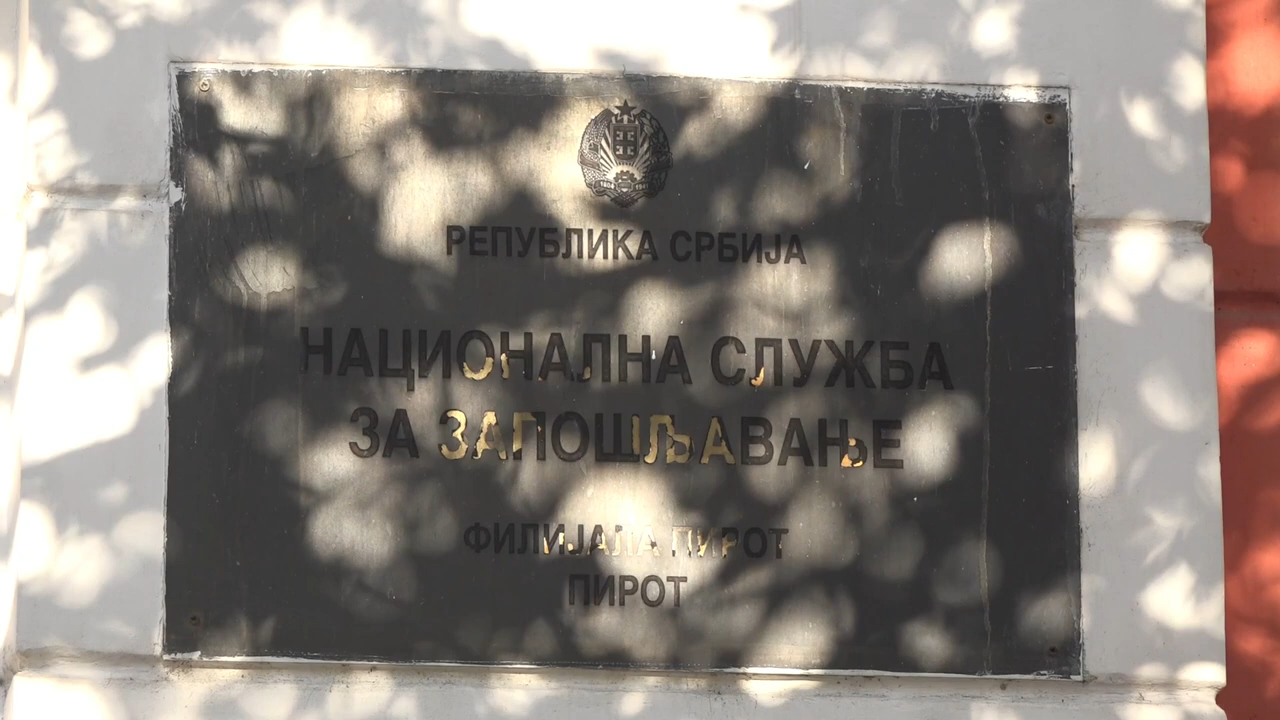 РЕПУБЛИКА СРБИЈА
НАЦИОНАЛНА СЛУЖБА
ЗА ЗАПОШЉАВАЊЕ
ФИЛИЈАЛА ПИРОТ
ПИРОТ